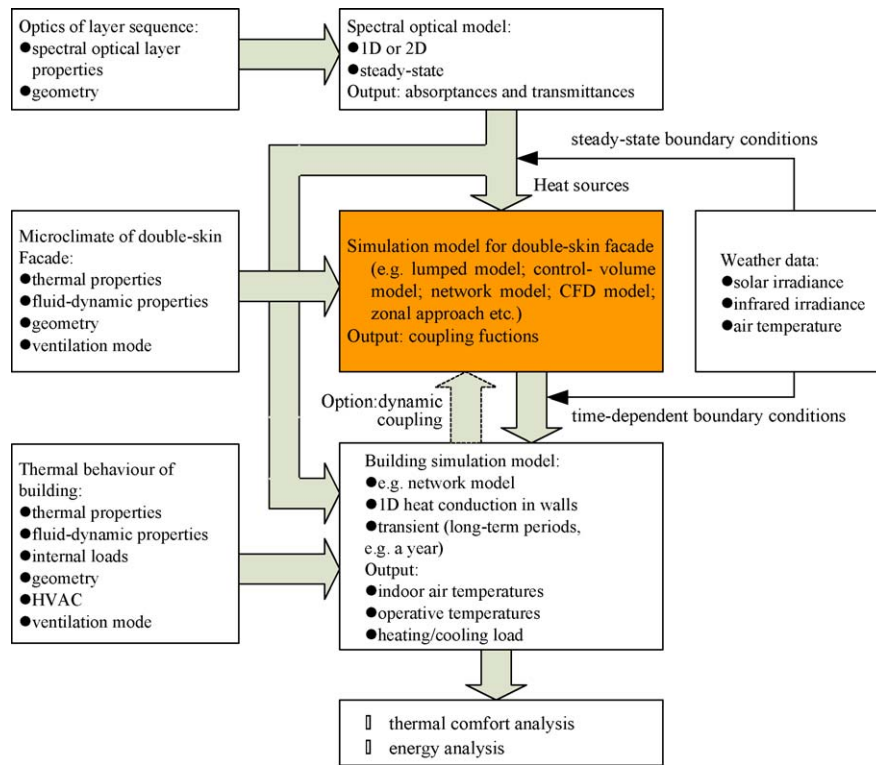 Optics of layer sequence:
●spectral optical layer
properties
●geometry
Spectral optical model:
●1D or 2D
●steady-state
Output: absorptances and transmittances
steady-state boundary conditions
Heat sources
Microclimate of double-skin
Facade:
●thermal properties
●fluid-dynamic properties
●geometry
●ventilation mode
Simulation model for double-skin facade
(e.g. lumped model; control- volume
model; network model; CFD model;
zonal approach etc.)
Output: coupling fuctions
Weather data:
●solar irradiance
●infrared irradiance
●air temperature
Option:dynamic
coupling
time-dependent boundary conditions
Thermal behaviour of
building:
●thermal properties
●fluid-dynamic properties
●internal loads
●geometry
●HVAC
●ventilation mode
Building simulation model:
●e.g. network model
●1D heat conduction in walls
●transient (long-term periods,
e.g. a year)
Output:
●indoor air temperatures
●operative temperatures
●heating/cooling load
▯ thermal comfort analysis
▯ energy analysis